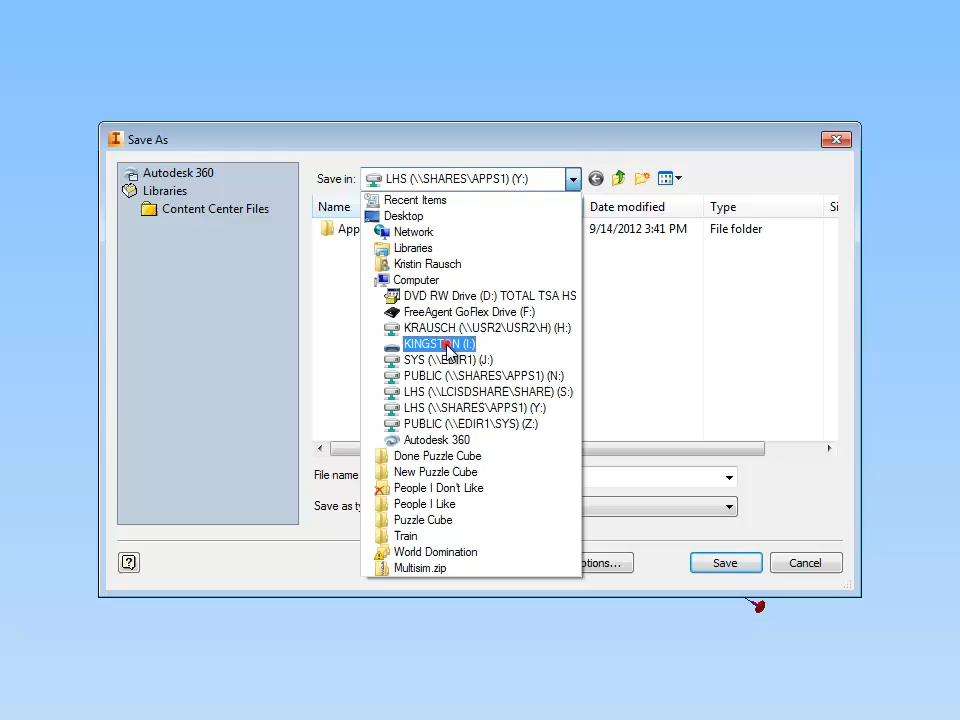 Save As
Autodesk 360
Libraries
Content Center Files
Save in: LHS (\\SHARES\APPS1) (Y:)
Name Date modified Type Si
App 9/14/2012 3:41 PM File folder
Recent Items
Desktop
Network
Libraries
Kristin Rausch
Computer
DVD RW Drive (D:) TOTAL TSA HS
FreeAgent GoFlex Drive (F:)
KRAUSCH (\\USR2\USR2\H) (H:)
KINGSTON (I:)
SYS (\\EDIR1) (J:)
PUBLIC (\\SHARES\APPS1) (N:)
LHS (\\LCISDSHARE\SHARE) (S:)
LHS (\\SHARES\APPS1) (Y:)
PUBLIC (\\EDIR1\SYS) (Z:)
Autodesk 360
Done Puzzle Cube
New Puzzle Cube
People I Don't Like
People I Like
Puzzle Cube
Train
World Domination
Multisim.zip
File name
Save as ty
ptions... Save Cancel